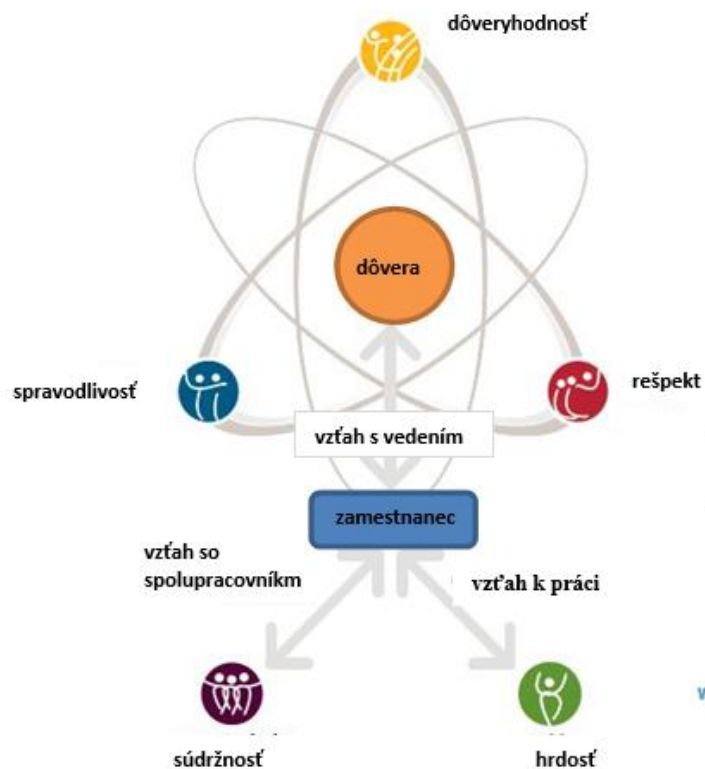 dôveryhodnosť
dôvera
spravodlivosť
rešpekt
vzťah s vedením
zamestnanec
vzťah so
spolupracovníkm
vzťah k práci
súdržnosť
hrdosť